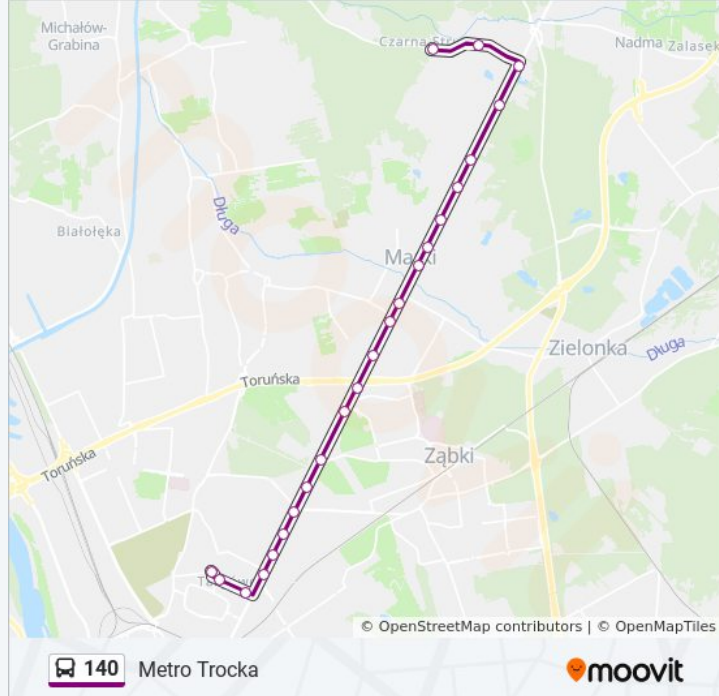 Michałów-
Grabina
Czarna
Nadma Zalasek
Długa
Białołęka
Marki
Zielonka
Długa
Toruńska
Toruńska
Ząbki
© OpenStreetMap contributors | © OpenMapTiles
140 Metro Trocka
moovit